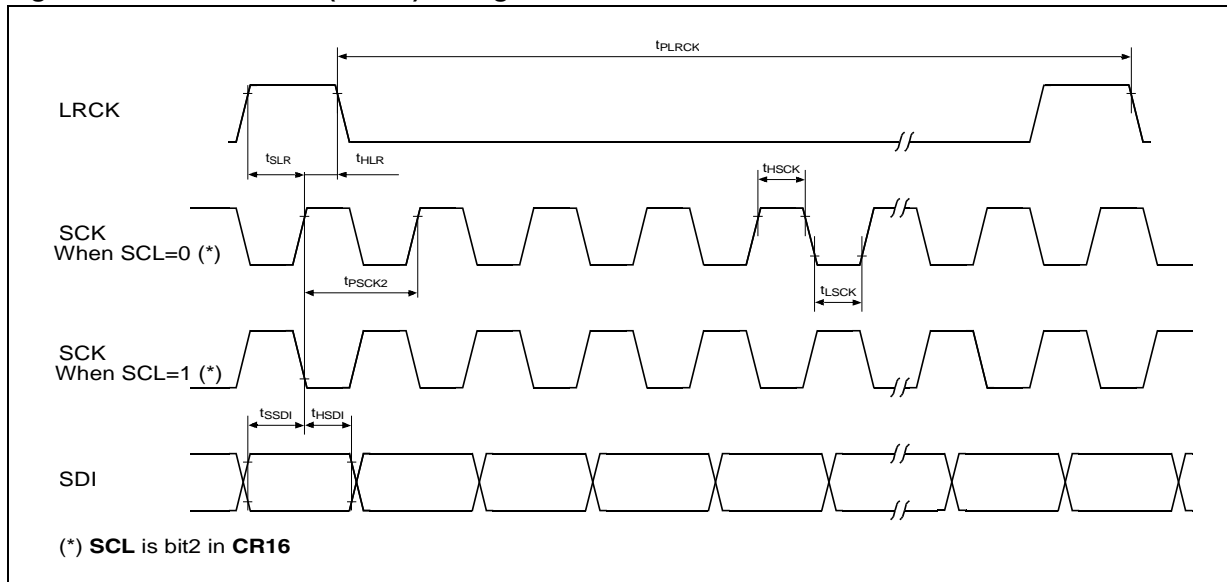 tPLRCK
LRCK
tSLR tHLR
tHSCK
SCK
When SCL=0 (*)
tPSCK2
tLSCK
SCK
When SCL=1 (*)
tSSDI tHSDI
SDI
(*) SCL is bit2 in CR16